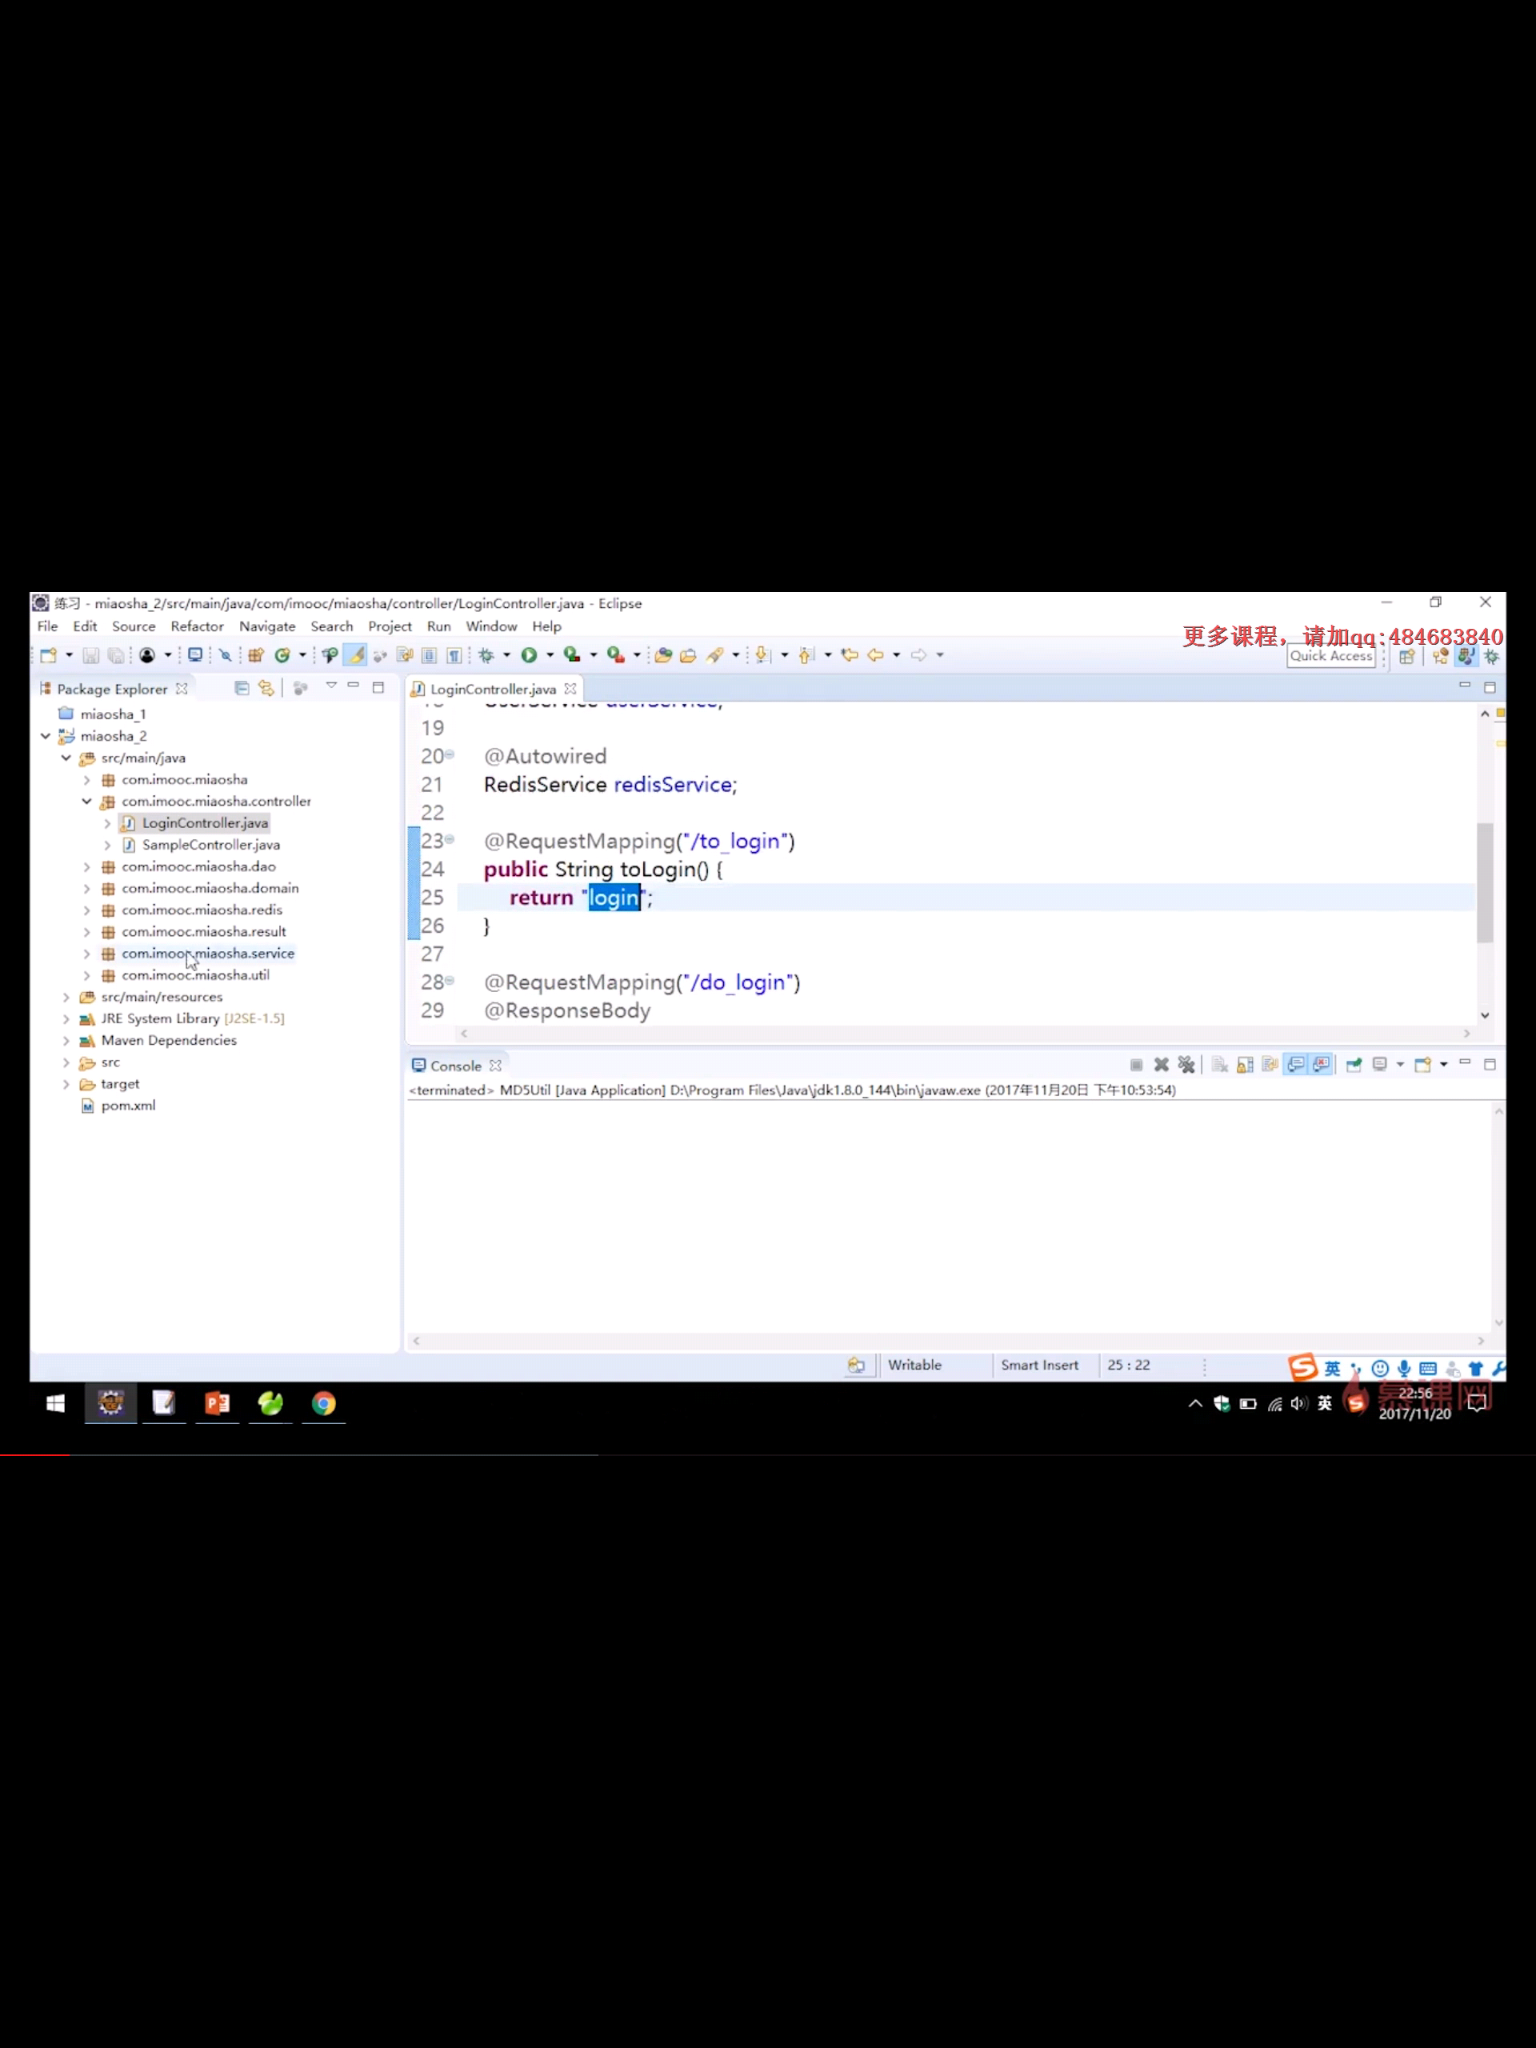 练习 - miaosha_2/src/main/java/com/imooc/miaosha/controller/LoginController.java - Eclipse
File Edit Source Refactor Navigate Search Project Run Window Help
更多课程，请加qq:484683840
Quick Access
Package Explorer
miaosha_1
miaosha_2
src/main/java
com.imooc.miaosha
com.imooc.miaosha.controller
LoginController.java
SampleController.java
com.imooc.miaosha.dao
com.imooc.miaosha.domain
com.imooc.miaosha.redis
com.imooc.miaosha.result
com.imooc.miaosha.service
com.imooc.miaosha.util
src/main/resources
JRE System Library [J2SE-1.5]
Maven Dependencies
src
target
pom.xml
LoginController.java
18 UserService userService;
19
20 @Autowired
21 RedisService redisService;
22
23 @RequestMapping("/to_login")
24 public String toLogin() {
25 return "login";
26 }
27
28 @RequestMapping("/do_login")
29 @ResponseBody
Console
<terminated> MD5Util [Java Application] D:\Program Files\Java\jdk1.8.0_144\bin\javaw.exe (2017年11月20日 下午10:53:54)
Writable Smart Insert 25 : 22
英
英
慕课网
22:56
2017/11/20